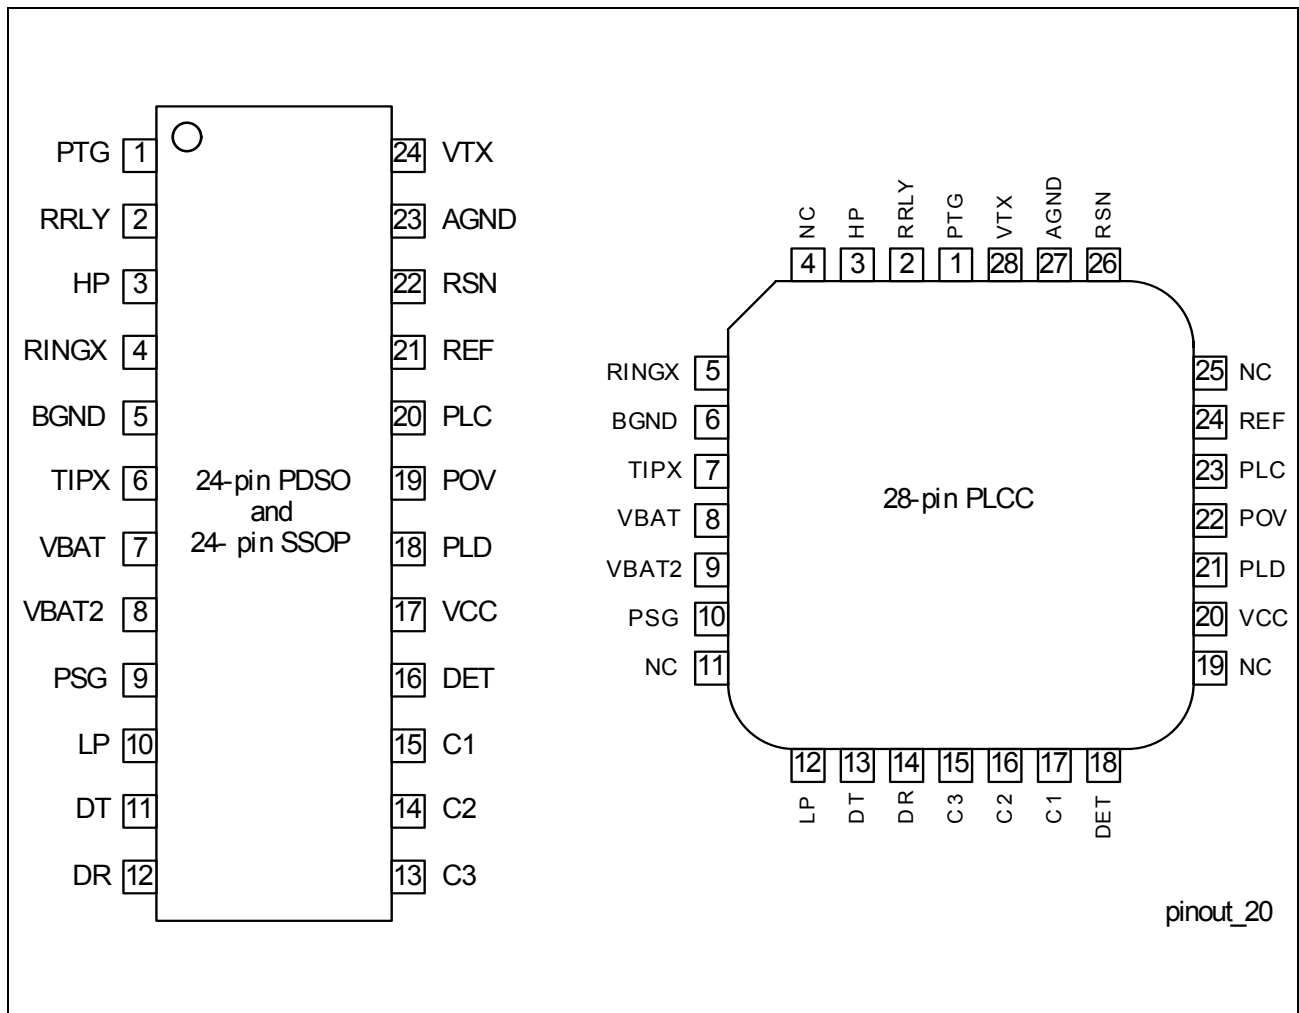 PTG 1
RRLY 2
HP 3
RINGX 4
BGND 5
TIPX 6
VBAT 7
VBAT2 8
PSG 9
LP 10
DT 11
DR 12
24-pin PDSO
and
24- pin SSOP
24 VTX
23 AGND
22 RSN
21 REF
20 PLC
19 POV
18 PLD
17 VCC
16 DET
15 C1
14 C2
13 C3
NC HP RRLY PTG VTX AGND RSN
4 3 2 1 28 27 26
RINGX 5
BGND 6
TIPX 7
VBAT 8
VBAT2 9
PSG 10
NC 11
28-pin PLCC
25 NC
24 REF
23 PLC
22 POV
21 PLD
20 VCC
19 NC
12 13 14 15 16 17 18
LP DT DR C3 C2 C1 DET
pinout_20